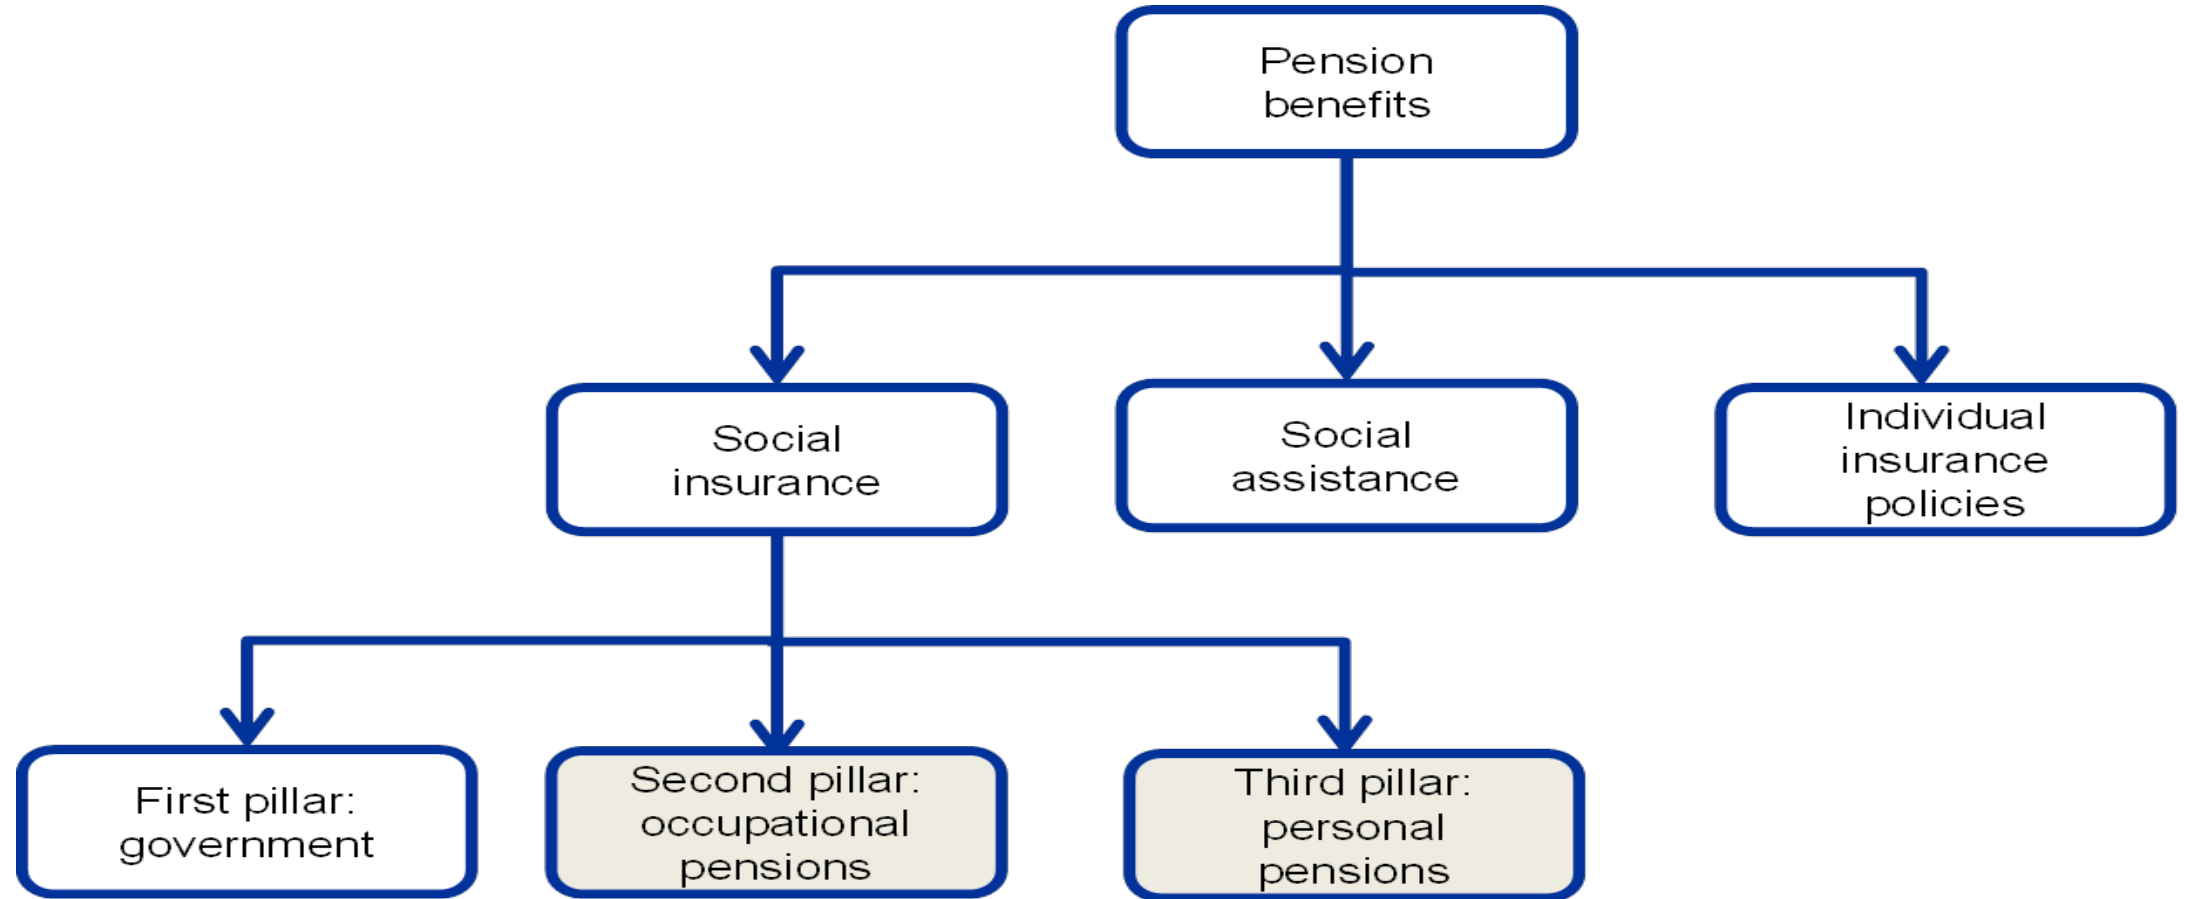 Pension
benefits
Social
insurance
Social
assistance
Individual
insurance
policies
First pillar:
government
Second pillar:
occupational
pensions
Third pillar:
personal
pensions